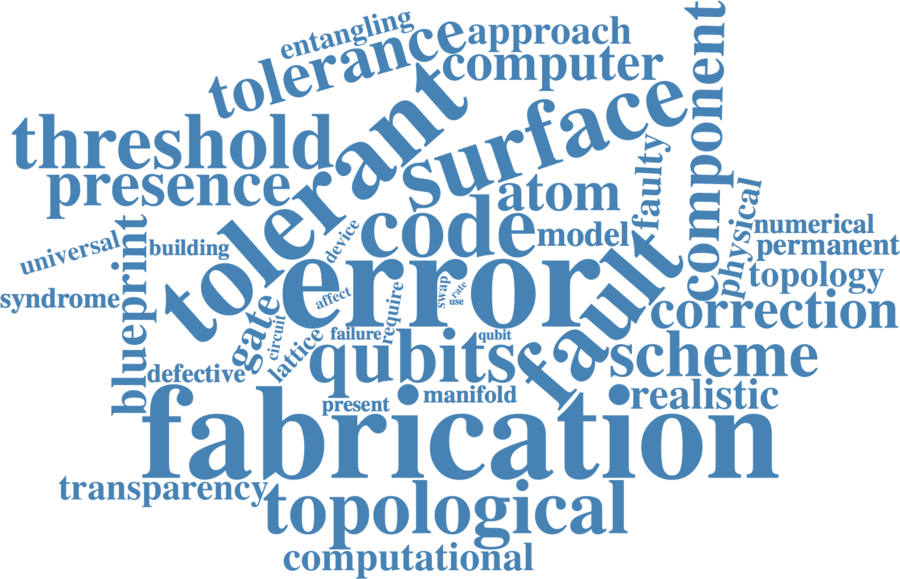 entangling
tolerance
approach
computer
component
tolerant
surface
threshold
presence
atom
faulty
physical
code
model
numerical
permanent
universal
building
device
topology
syndrome
blueprint
error
fault
correction
affect
swap
rate
use
require
gate
circuit
lattice
failure
qubit
qubits
scheme
defective
present
manifold
realistic
fabrication
transparency
topological
computational